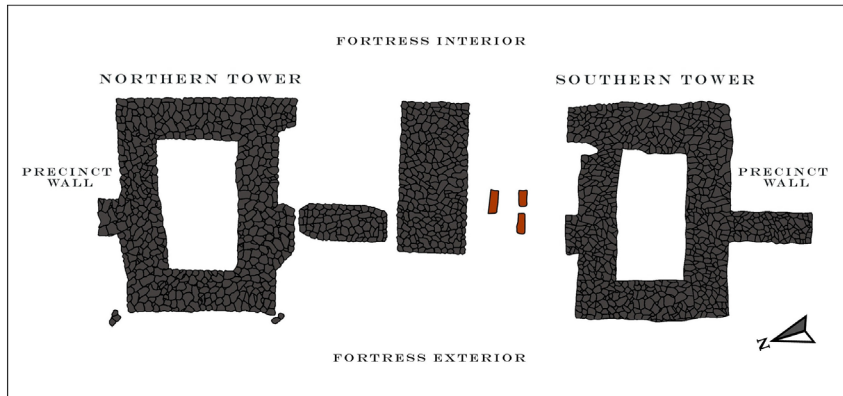 FORTRESS INTERIOR
NORTHERN TOWER
SOUTHERN TOWER
PRECINCT
WALL
PRECINCT
WALL
FORTRESS EXTERIOR
N